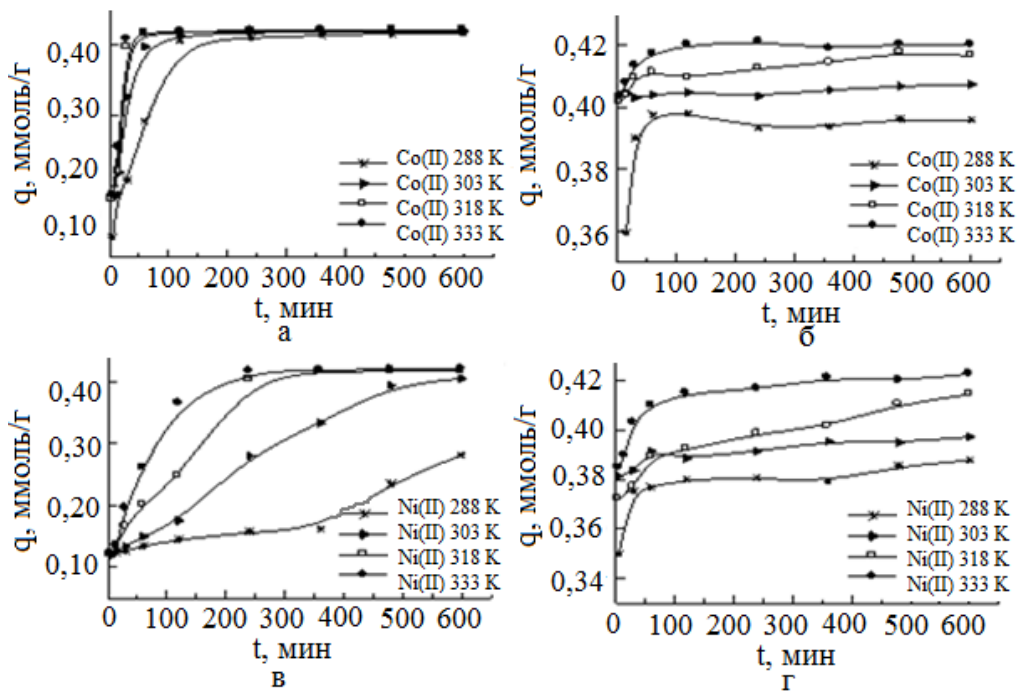 q, ммоль/г
0,40
0,30
0,20
0,10
Co(II) 288 K
Co(II) 303 K
Co(II) 318 K
Co(II) 333 K
0 100 200 300 400 500 600
t, мин
а
q, ммоль/г
0,42
0,40
0,38
0,36
Co(II) 288 K
Co(II) 303 K
Co(II) 318 K
Co(II) 333 K
0 100 200 300 400 500 600
t, мин
б
q, ммоль/г
0,40
0,30
0,20
0,10
Ni(II) 288 K
Ni(II) 303 K
Ni(II) 318 K
Ni(II) 333 K
0 100 200 300 400 500 600
t, мин
в
q, ммоль/г
0,42
0,40
0,38
0,36
0,34
Ni(II) 288 K
Ni(II) 303 K
Ni(II) 318 K
Ni(II) 333 K
0 100 200 300 400 500 600
t, мин
г